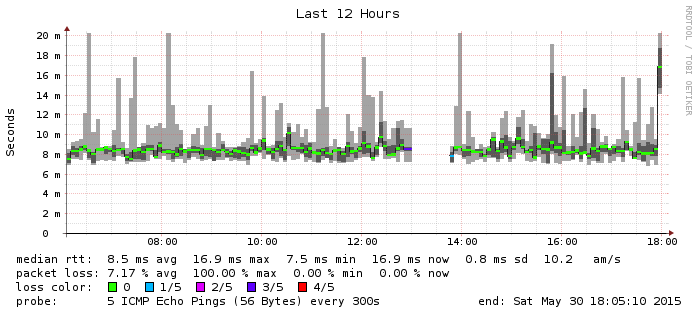 Last 12 Hours
RRDTOOL / TOBI OETIKER
Seconds
20 m
18 m
16 m
14 m
12 m
10 m
8 m
6 m
4 m
2 m
0
08:00 10:00 12:00 14:00 16:00 18:00
median rtt: 8.5 ms avg 16.9 ms max 7.5 ms min 16.9 ms now 0.8 ms sd 10.2 am/s
packet loss: 7.17 % avg 100.00 % max 0.00 % min 0.00 % now
loss color: 0 1/5 2/5 3/5 4/5
probe: 5 ICMP Echo Pings (56 Bytes) every 300s end: Sat May 30 18:05:10 2015